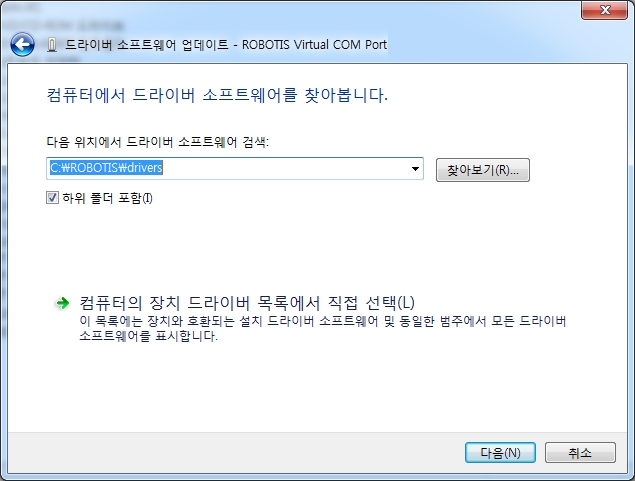 드라이버 소프트웨어 업데이트 - ROBOTIS Virtual COM Port
컴퓨터에서 드라이버 소프트웨어를 찾아봅니다.
다음 위치에서 드라이버 소프트웨어 검색:
C:₩ROBOTIS₩drivers
찾아보기(R)...
하위 폴더 포함(I)
컴퓨터의 장치 드라이버 목록에서 직접 선택(L)
이 목록에는 장치와 호환되는 설치 드라이버 소프트웨어 및 동일한 범주에서 모든 드라이버
소프트웨어를 표시합니다.
다음(N)
취소